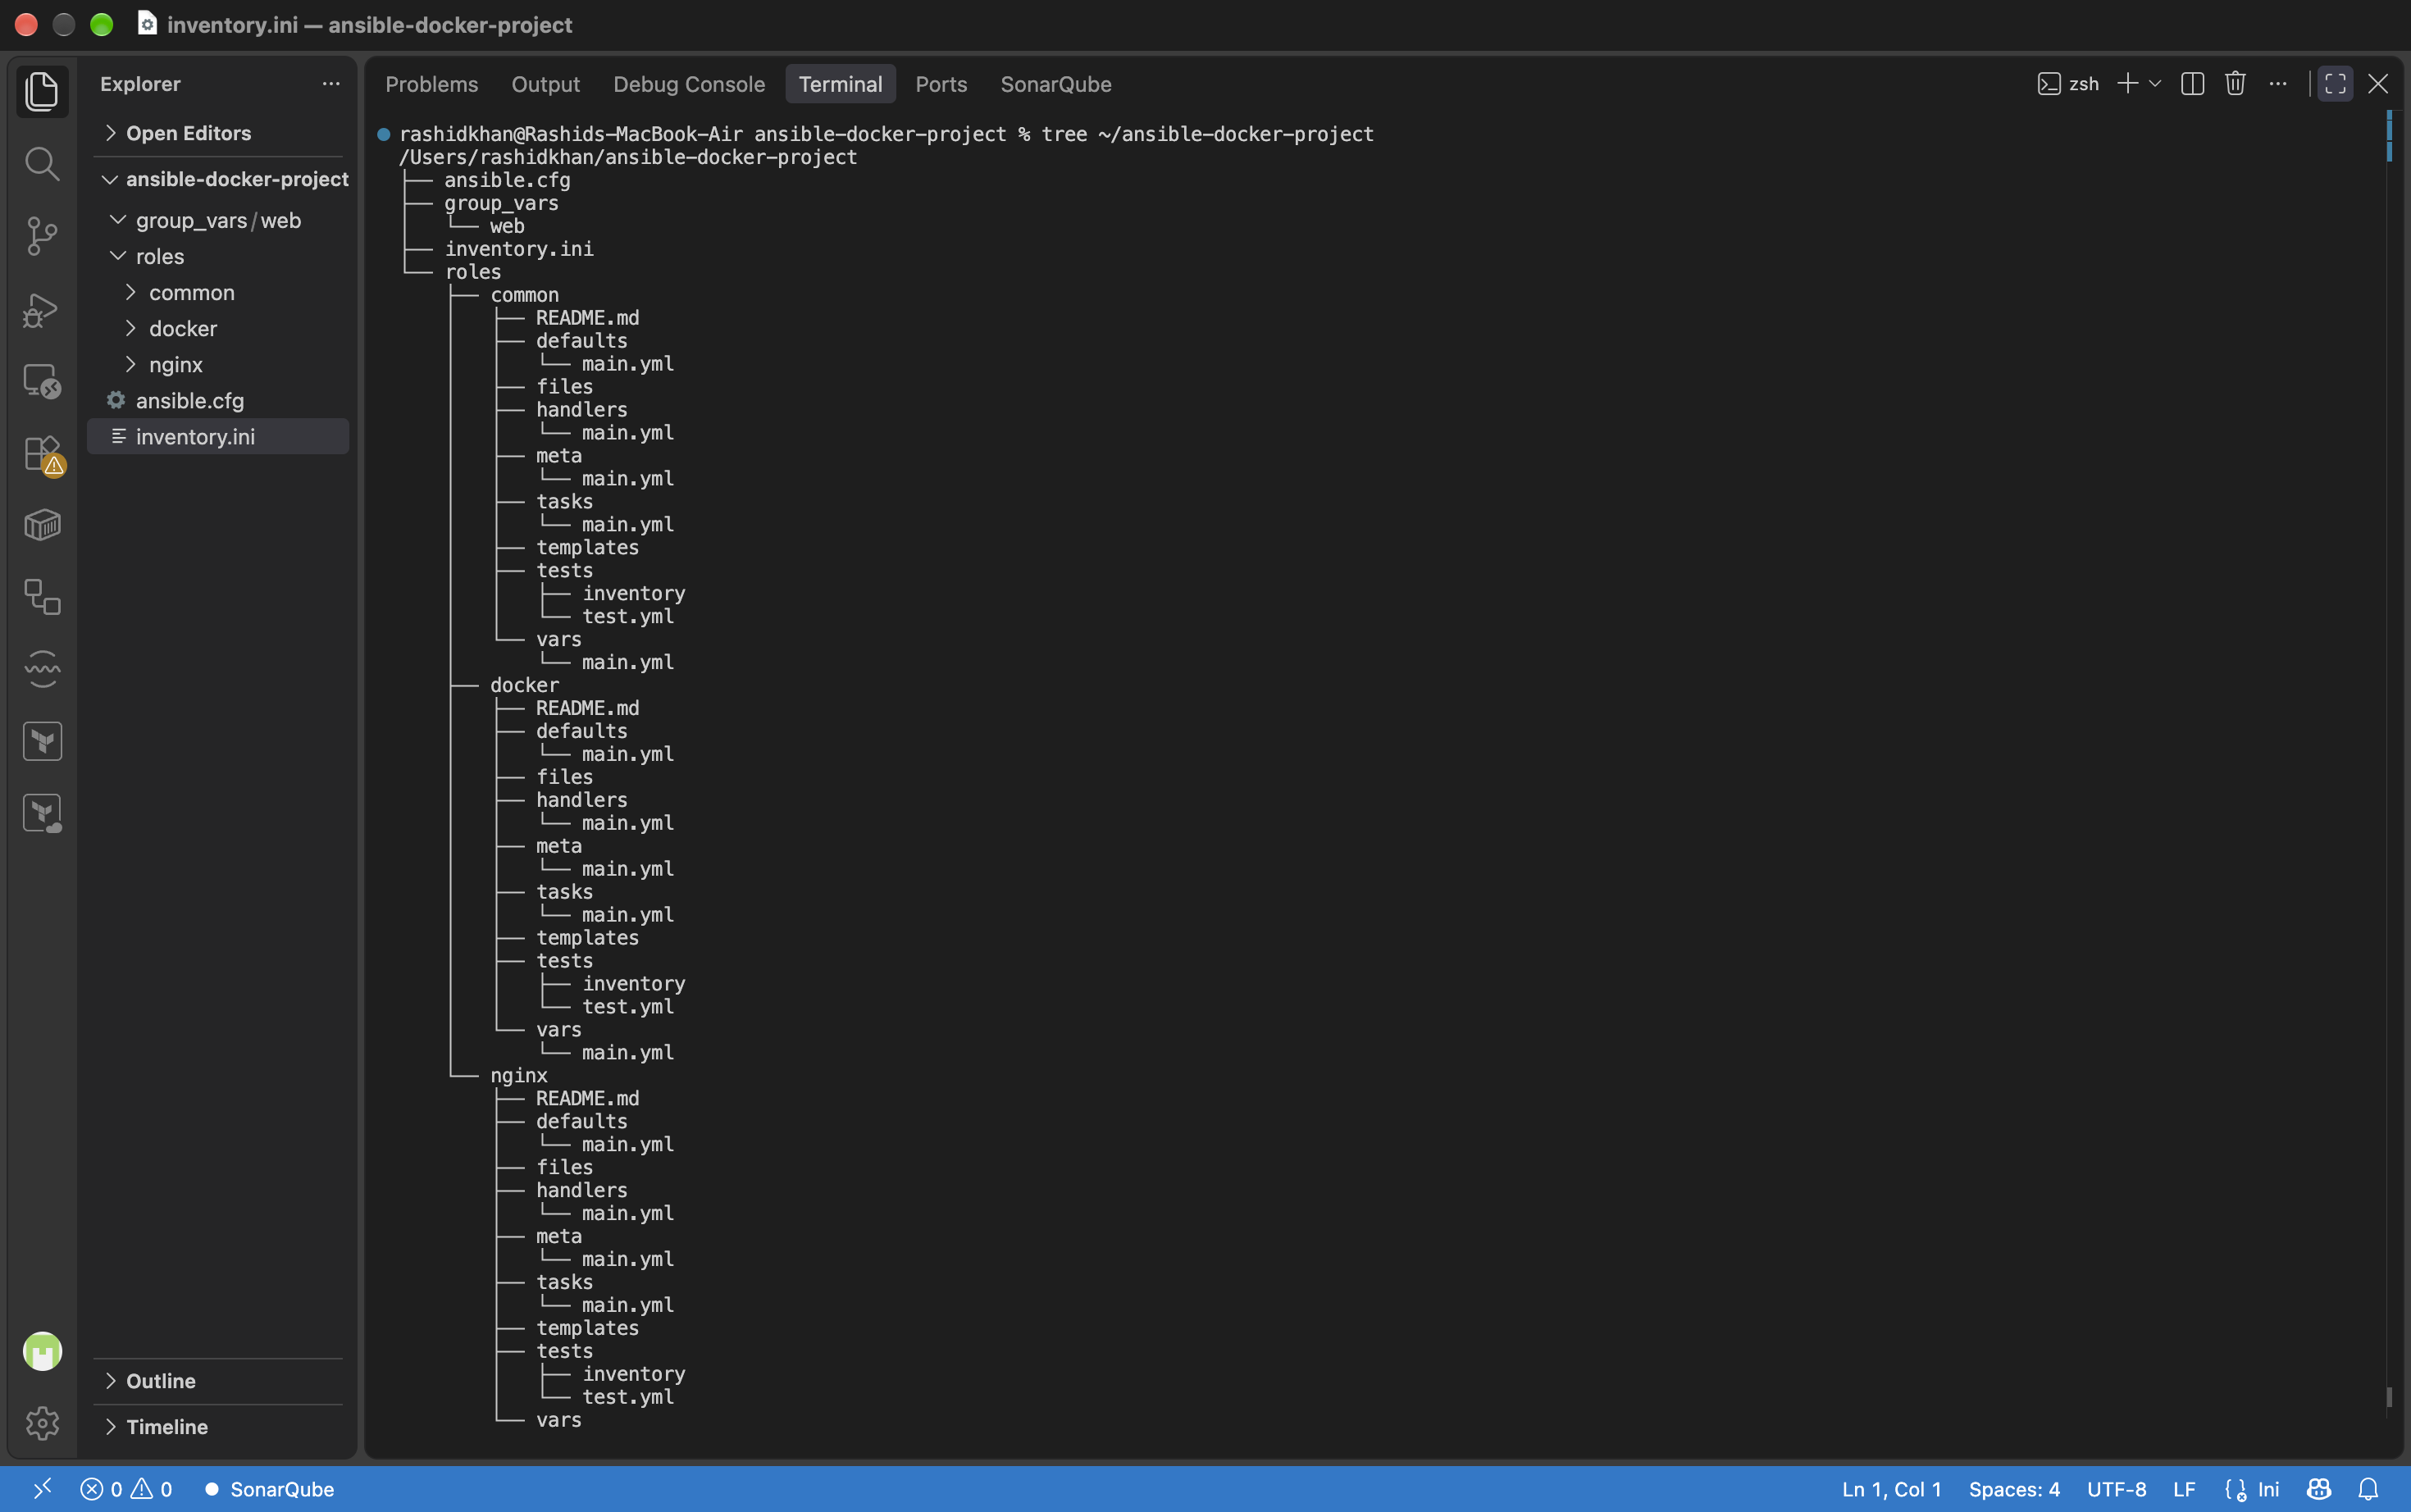 inventory.ini — ansible-docker-project
Explorer
Open Editors
ansible-docker-project
group_vars/web
roles
common
docker
nginx
ansible.cfg
inventory.ini
Outline
Timeline
Problems Output Debug Console Terminal Ports SonarQube
zsh
rashidkhan@Rashids-MacBook-Air ansible-docker-project % tree ~/ansible-docker-project
/Users/rashidkhan/ansible-docker-project
├── ansible.cfg
├── group_vars
│   └── web
├── inventory.ini
└── roles
    ├── common
    │   ├── README.md
    │   ├── defaults
    │   │   └── main.yml
    │   ├── files
    │   ├── handlers
    │   │   └── main.yml
    │   ├── meta
    │   │   └── main.yml
    │   ├── tasks
    │   │   └── main.yml
    │   ├── templates
    │   ├── tests
    │   │   ├── inventory
    │   │   └── test.yml
    │   └── vars
    │       └── main.yml
    ├── docker
    │   ├── README.md
    │   ├── defaults
    │   │   └── main.yml
    │   ├── files
    │   ├── handlers
    │   │   └── main.yml
    │   ├── meta
    │   │   └── main.yml
    │   ├── tasks
    │   │   └── main.yml
    │   ├── templates
    │   ├── tests
    │   │   ├── inventory
    │   │   └── test.yml
    │   └── vars
    │       └── main.yml
    └── nginx
        ├── README.md
        ├── defaults
        │   └── main.yml
        ├── files
        ├── handlers
        │   └── main.yml
        ├── meta
        │   └── main.yml
        ├── tasks
        │   └── main.yml
        ├── templates
        ├── tests
        │   ├── inventory
        │   └── test.yml
        └── vars
0 0 SonarQube
Ln 1, Col 1 Spaces: 4 UTF-8 LF Ini